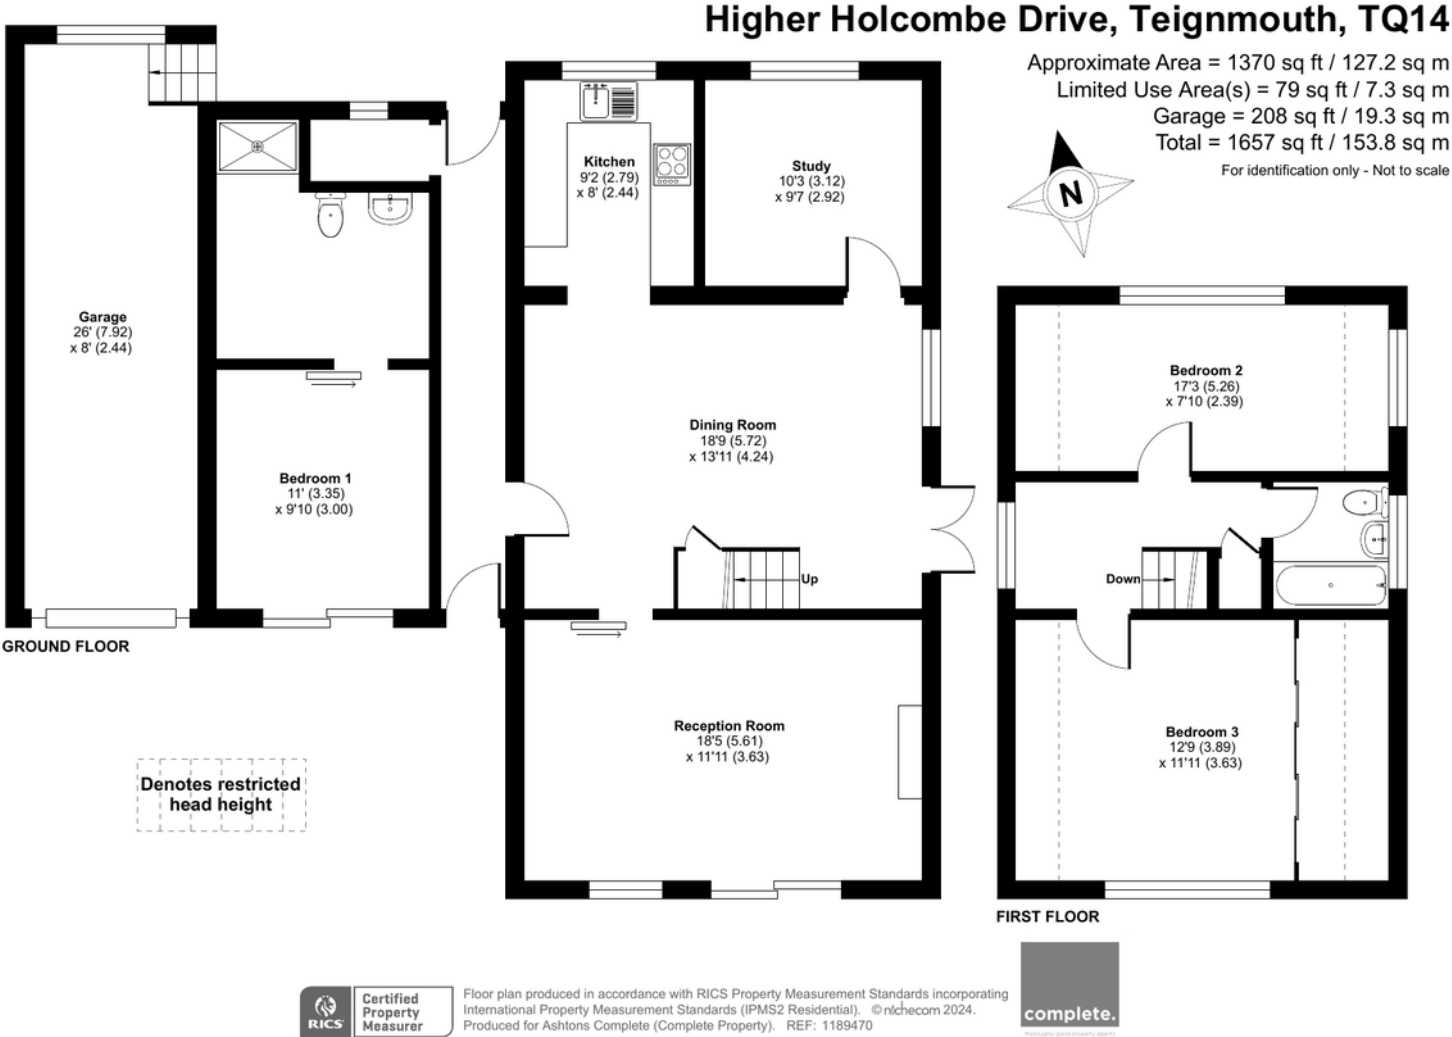 Higher Holcombe Drive, Teignmouth, TQ14
Approximate Area = 1370 sq ft / 127.2 sq m
Limited Use Area(s) = 79 sq ft / 7.3 sq m
Garage = 208 sq ft / 19.3 sq m
Total = 1657 sq ft / 153.8 sq m
For identification only - Not to scale
N
Kitchen
9'2 (2.79)
x 8' (2.44)
Study
10'3 (3.12)
x 9'7 (2.92)
Garage
26' (7.92)
x 8' (2.44)
Dining Room
18'9 (5.72)
x 13'11 (4.24)
Bedroom 1
11' (3.35)
x 9'10 (3.00)
Up
Reception Room
18'5 (5.61)
x 11'11 (3.63)
GROUND FLOOR
Bedroom 2
17'3 (5.26)
x 7'10 (2.39)
Down
Bedroom 3
12'9 (3.89)
x 11'11 (3.63)
FIRST FLOOR
Denotes restricted
head height
RICS
Certified
Property
Measurer
Floor plan produced in accordance with RICS Property Measurement Standards incorporating
International Property Measurement Standards (IPMS2 Residential). © nichecom 2024.
Produced for Ashtons Complete (Complete Property). REF: 1189470
complete.
thoroughly good property agents